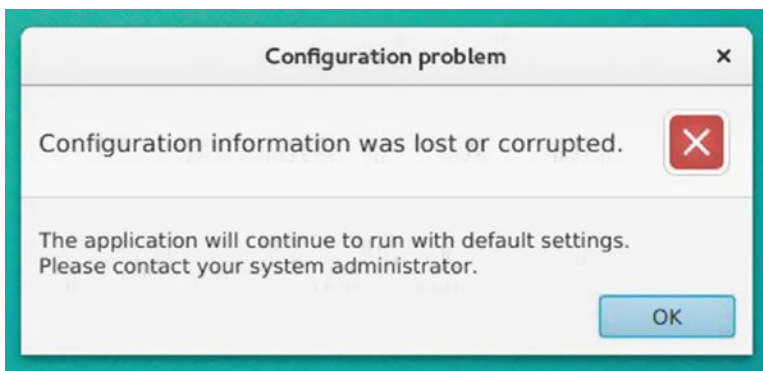 Configuration problem
Configuration information was lost or corrupted.
The application will continue to run with default settings.
Please contact your system administrator.
OK